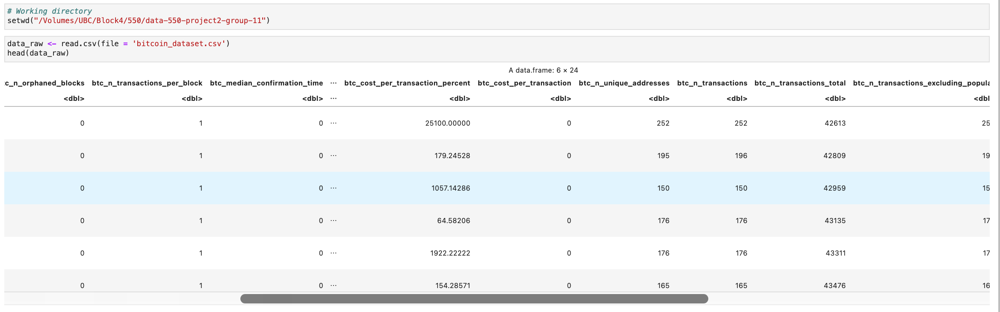 # Working directory
setwd("/Volumes/UBC/Block4/550/data-550-project2-group-11")
data_raw <- read.csv(file = 'bitcoin_dataset.csv')
head(data_raw)
A data.frame: 6 × 24
c_n_orphaned_blocks btc_n_transactions_per_block btc_median_confirmation_time ⋯ btc_cost_per_transaction_percent btc_cost_per_transaction btc_n_unique_addresses btc_n_transactions btc_n_transactions_total btc_n_transactions_excluding_popula
<dbl> <dbl> <dbl> ⋯ <dbl> <dbl> <dbl> <dbl> <dbl> <dbl
0 1 0 ⋯ 25100.00000 0 252 252 42613 25
0 1 0 ⋯ 179.24528 0 195 196 42809 19
0 1 0 ⋯ 1057.14286 0 150 150 42959 15
0 1 0 ⋯ 64.58206 0 176 176 43135 17
0 1 0 ⋯ 1922.22222 0 176 176 43311 17
0 1 0 ⋯ 154.28571 0 165 165 43476 16